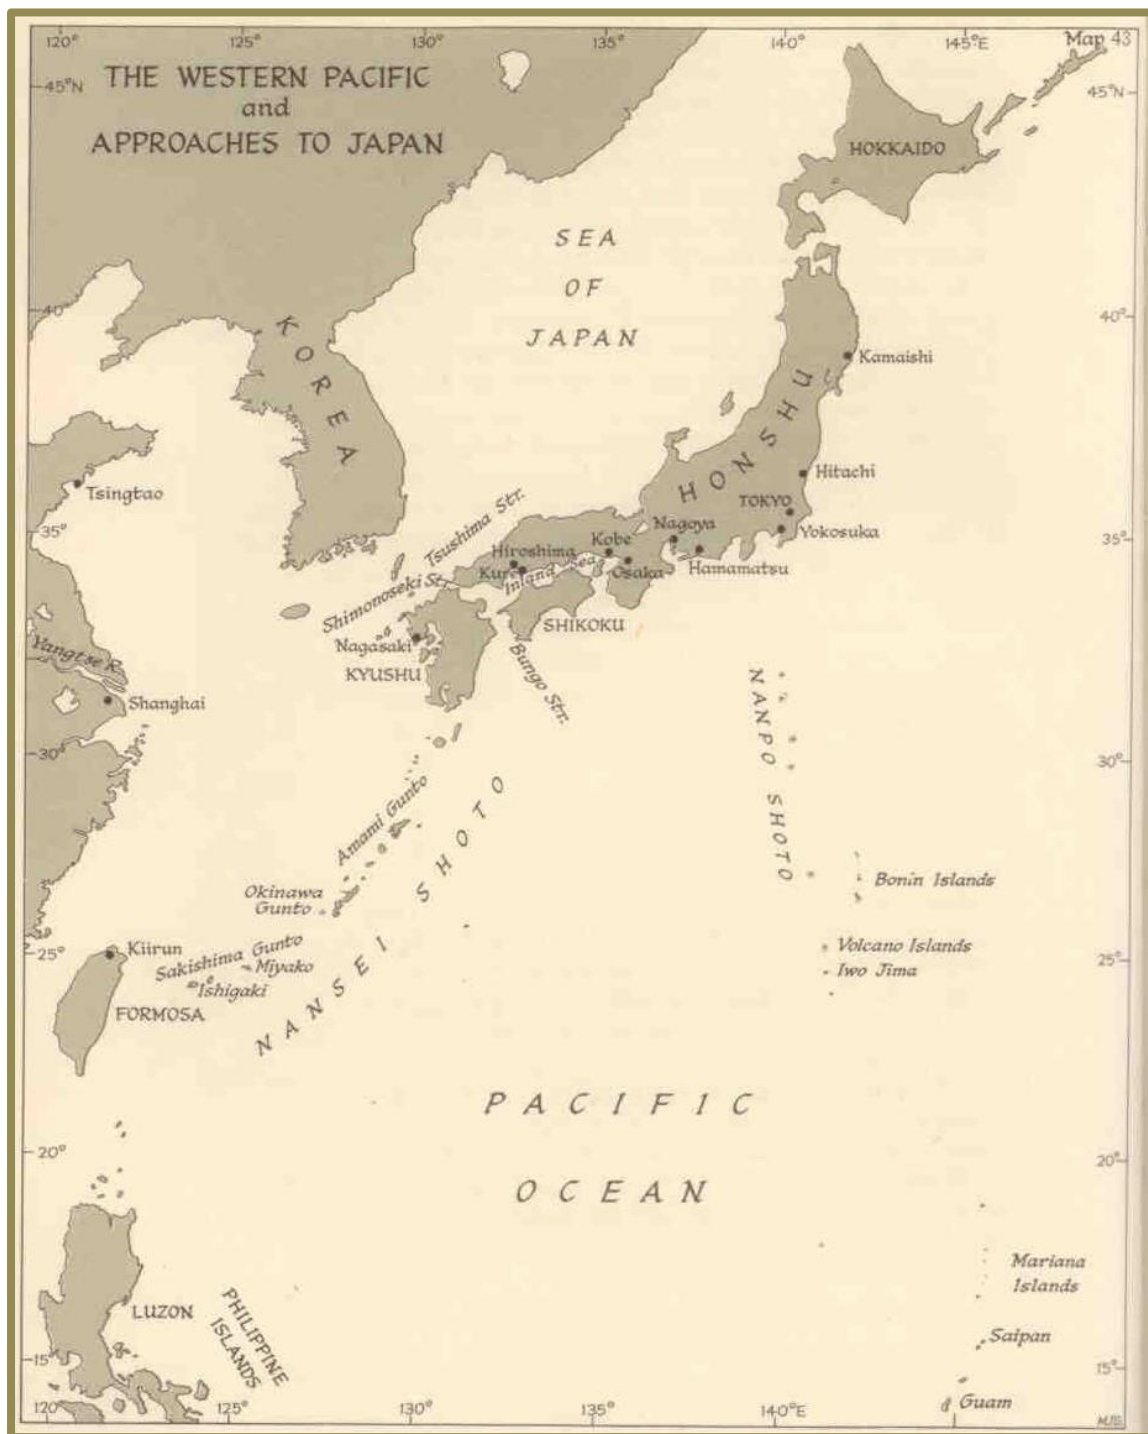 120°
125°
130°
135°
140°
145°E
Map 43
THE WESTERN PACIFIC
and
APPROACHES TO JAPAN
45°N
45°N
HOKKAIDO
SEA
OF
JAPAN
40°
40°
KOREA
Kamaishi
HONSHU
Hitachi
Tsingtao
TOKYO
Yokosuka
Tsushima Str.
Nagoya
Kobe
35°
35°
Hiroshima
Kure
Inland Sea
Osaka
Hamamatsu
Shimonoseki St.
SHIKOKU
Nagasaki
KYUSHU
Bungo Str.
Yangtse R.
Shanghai
NANPO SHOTO
30°
30°
Amami Gunto
NANSEI SHOTO
Okinawa
Gunto
Bonin Islands
Kiirun
25°
25°
Sakishima Gunto
Miyako
Ishigaki
Volcano Islands
Iwo Jima
FORMOSA
PACIFIC
OCEAN
20°
20°
Mariana
Islands
LUZON
PHILIPPINE
ISLANDS
Saipan
15°
15°
Guam
120°
125°
130°
135°
140°E